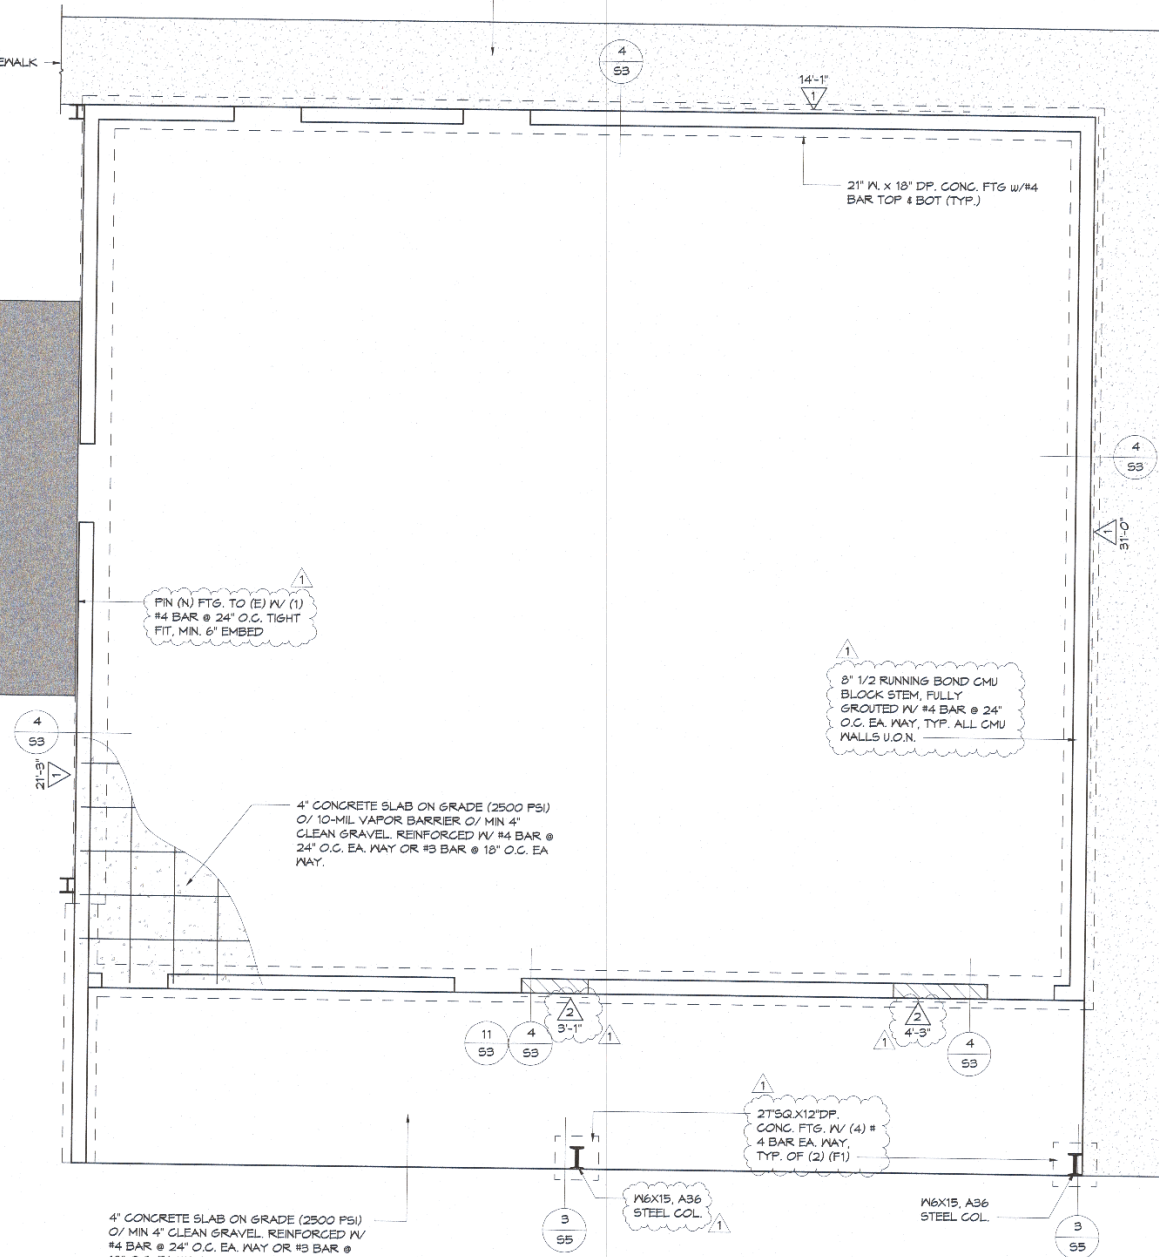 EWALK
4
S3
14'-1"
1
21" W. x 18" DP. CONC. FTG w/#4
BAR TOP & BOT (TYP.)
4
S3
1
31'-0"
1
PIN (N) FTG. TO (E) W/ (1)
#4 BAR @ 24" O.C. TIGHT
FIT, MIN. 6" EMBED
1
8" 1/2 RUNNING BOND CMU
BLOCK STEM, FULLY
GROUTED W/ #4 BAR @ 24"
O.C. EA. WAY, TYP. ALL CMU
WALLS U.O.N.
4
S3
21'-3"
1
4" CONCRETE SLAB ON GRADE (2500 PSI)
O/ 10-MIL VAPOR BARRIER O/ MIN 4"
CLEAN GRAVEL. REINFORCED W/ #4 BAR @
24" O.C. EA. WAY OR #3 BAR @ 18" O.C. EA
WAY.
11
S3
4
S3
2
3'-1"
1
2
4'-3"
1
4
S3
1
27"SQ.X12"DP.
CONC. FTG. W/ (4) #
4 BAR EA. WAY,
TYP. OF (2) (F1)
W6X15, A36
STEEL COL.
1
W6X15, A36
STEEL COL.
3
S5
3
S5
4" CONCRETE SLAB ON GRADE (2500 PSI)
O/ MIN 4" CLEAN GRAVEL. REINFORCED W/
#4 BAR @ 24" O.C. EA. WAY OR #3 BAR @